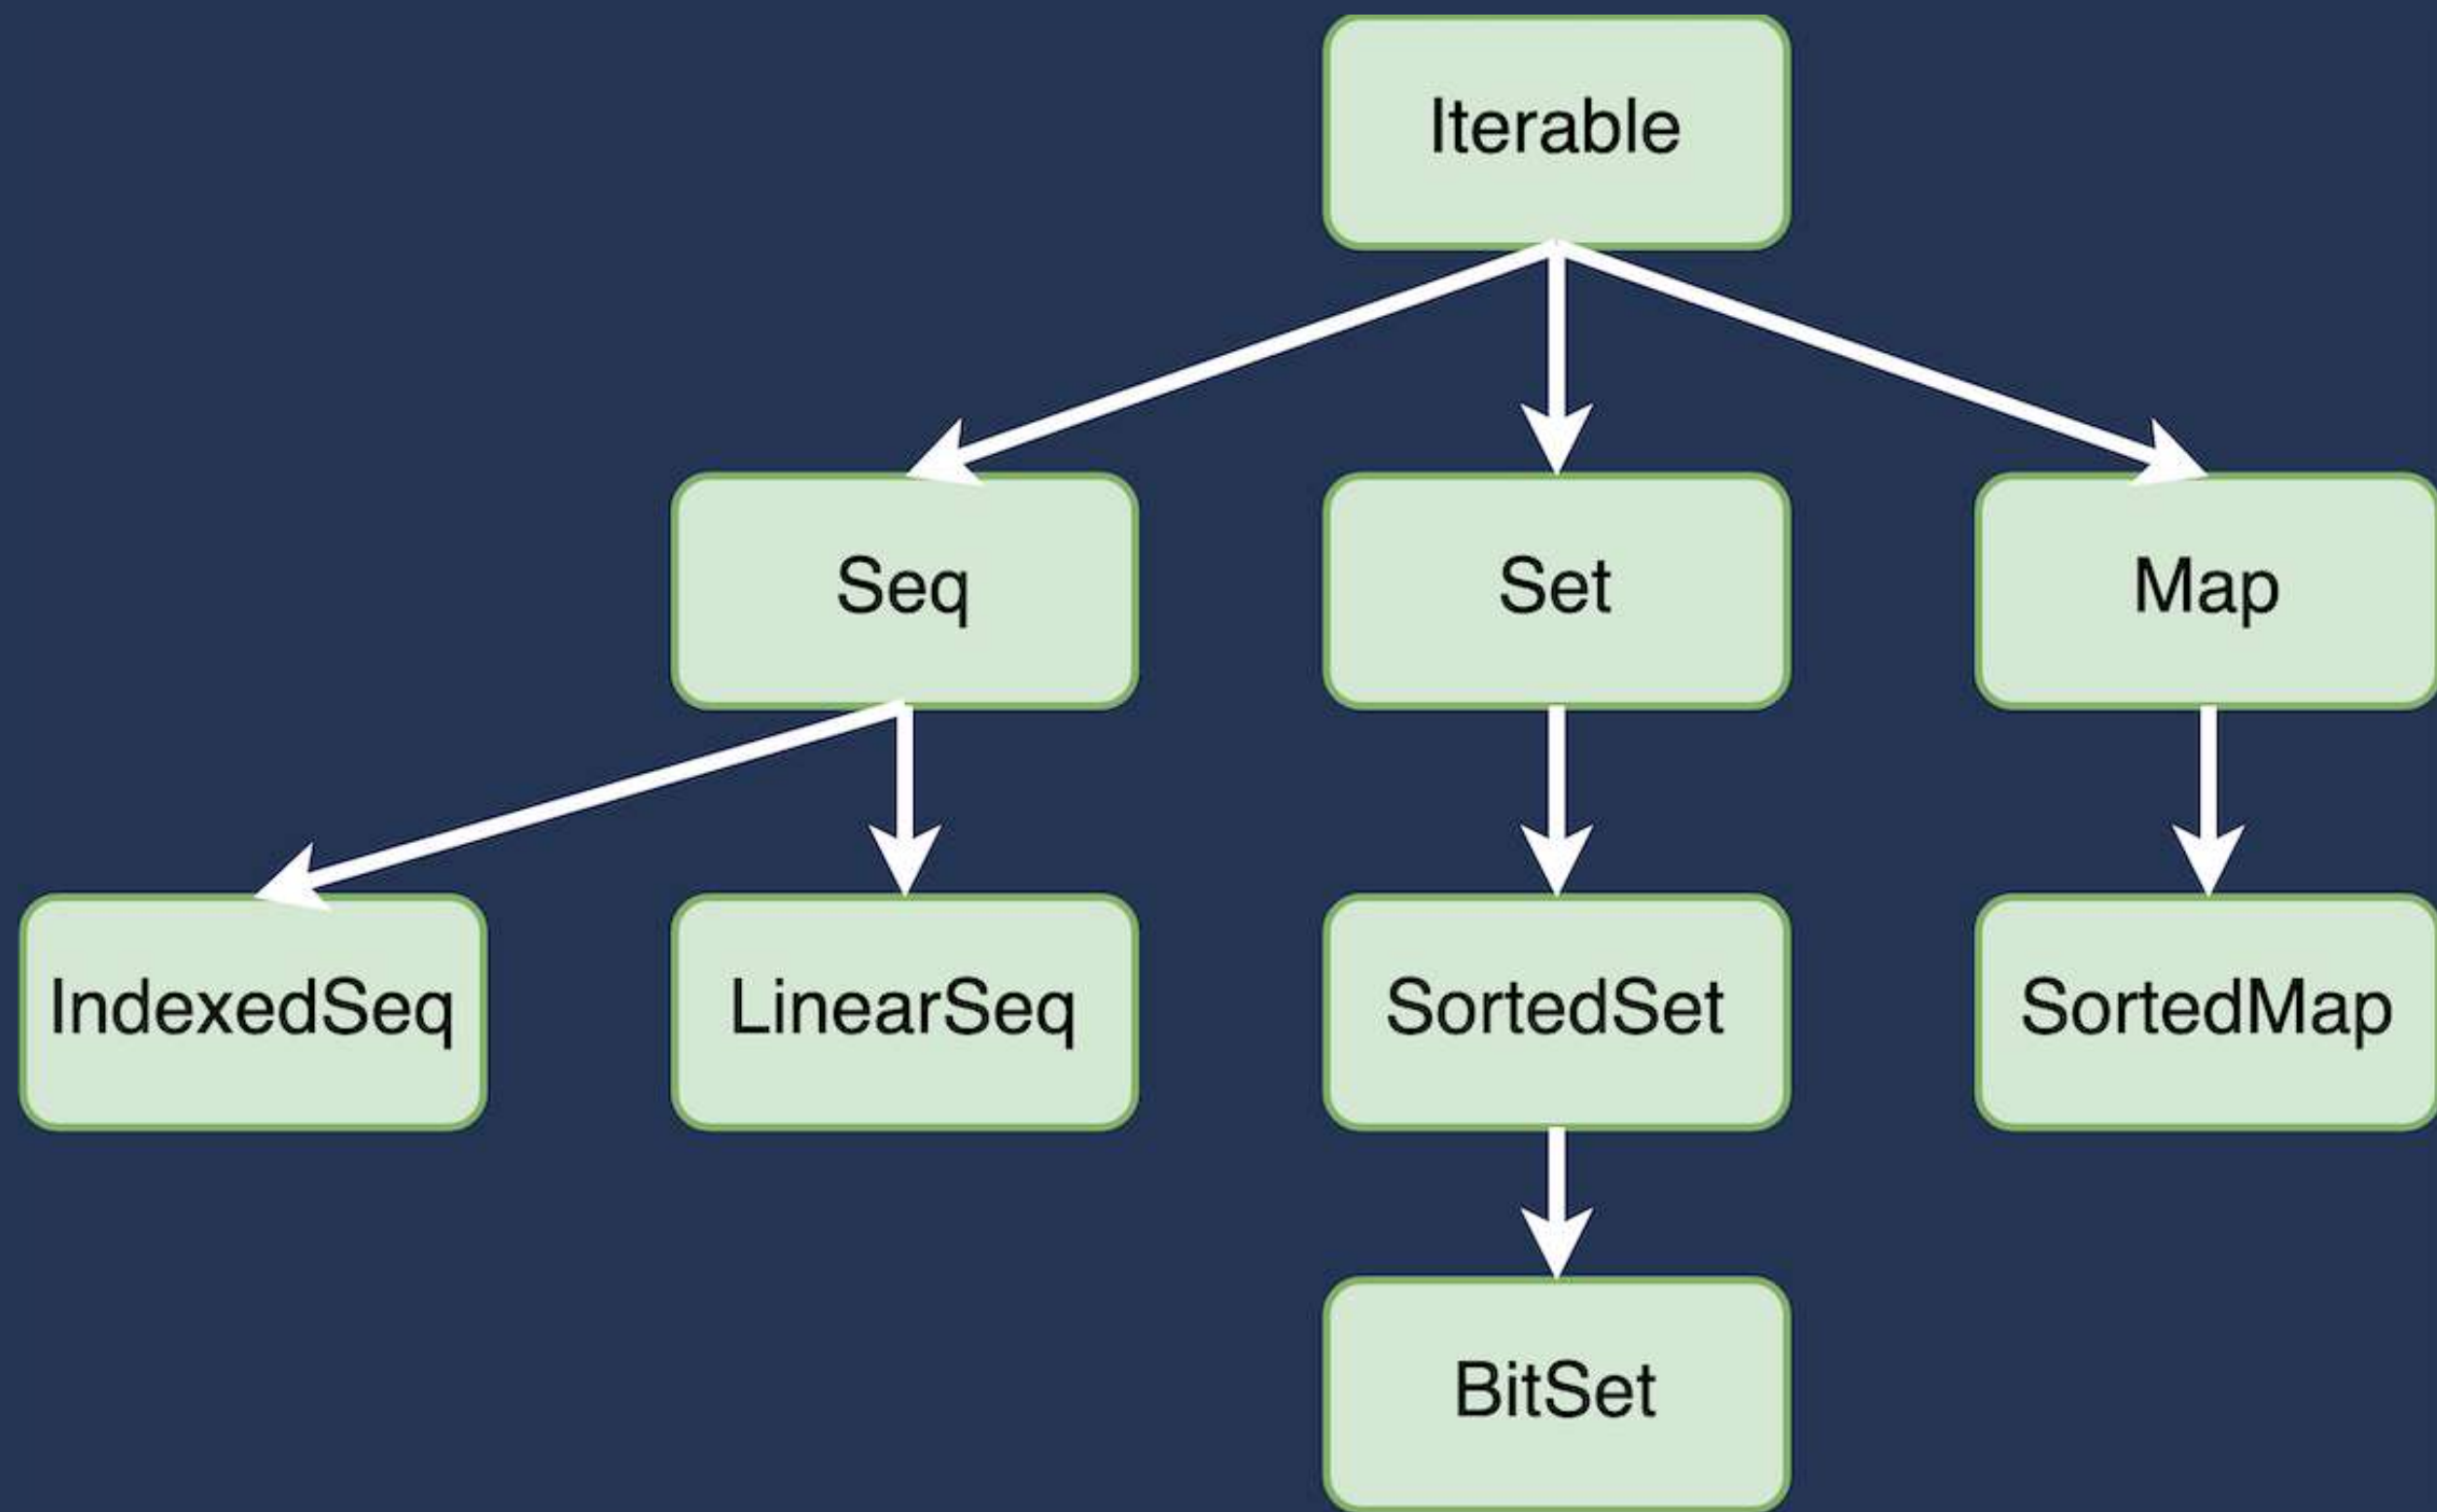 Iterable
Seq
Set
Map
IndexedSeq
LinearSeq
SortedSet
SortedMap
BitSet